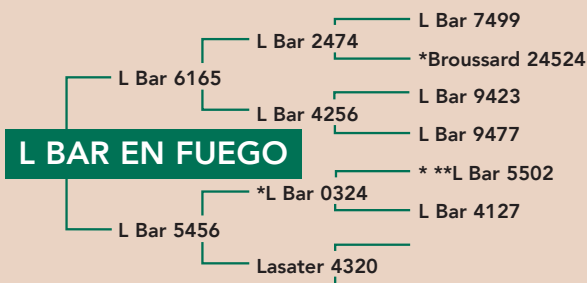 L Bar 7499
L Bar 2474
*Broussard 24524
L Bar 6165
L Bar 9423
L Bar 4256
L Bar 9477
L BAR EN FUEGO
* **L Bar 5502
*L Bar 0324
L Bar 4127
L Bar 5456
Lasater 4320